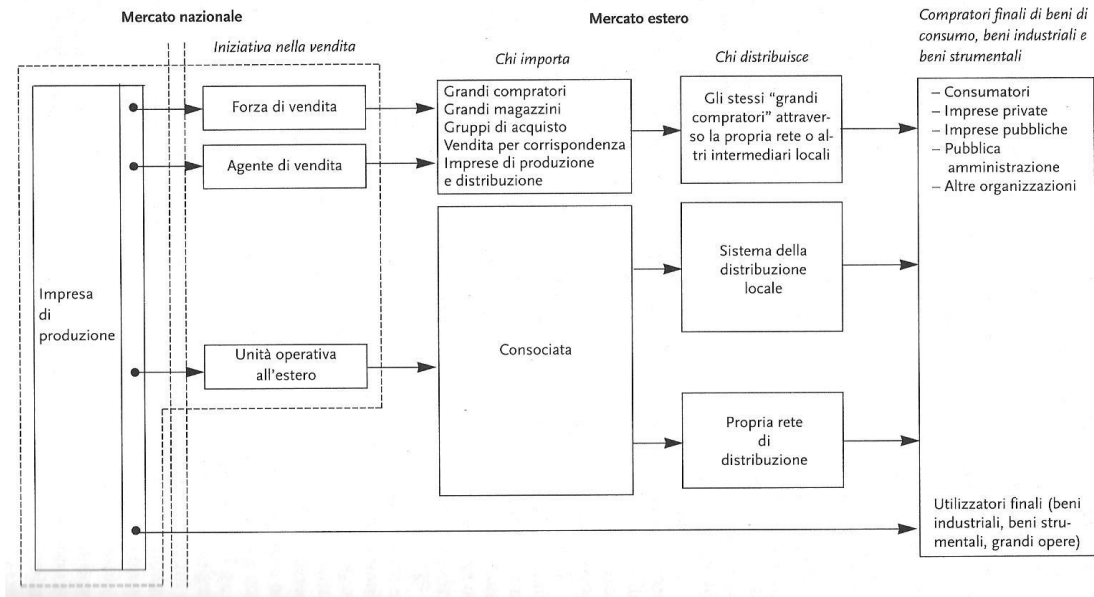 Mercato nazionale
Mercato estero
Compratori finali di beni di
consumo, beni industriali e
beni strumentali
Iniziativa nella vendita
Chi importa
Chi distribuisce
Impresa
di
produzione
Forza di vendita
Agente di vendita
Unità operativa
all'estero
Grandi compratori
Grandi magazzini
Gruppi di acquisto
Vendita per corrispondenza
Imprese di produzione
e distribuzione
Consociata
Gli stessi "grandi
compratori" attraver-
so la propria rete o al-
tri intermediari locali
Sistema della
distribuzione
locale
Propria rete
di
distribuzione
– Consumatori
– Imprese private
– Imprese pubbliche
– Pubblica
amministrazione
– Altre organizzazioni
Utilizzatori finali (beni
industriali, beni stru-
mentali, grandi opere)